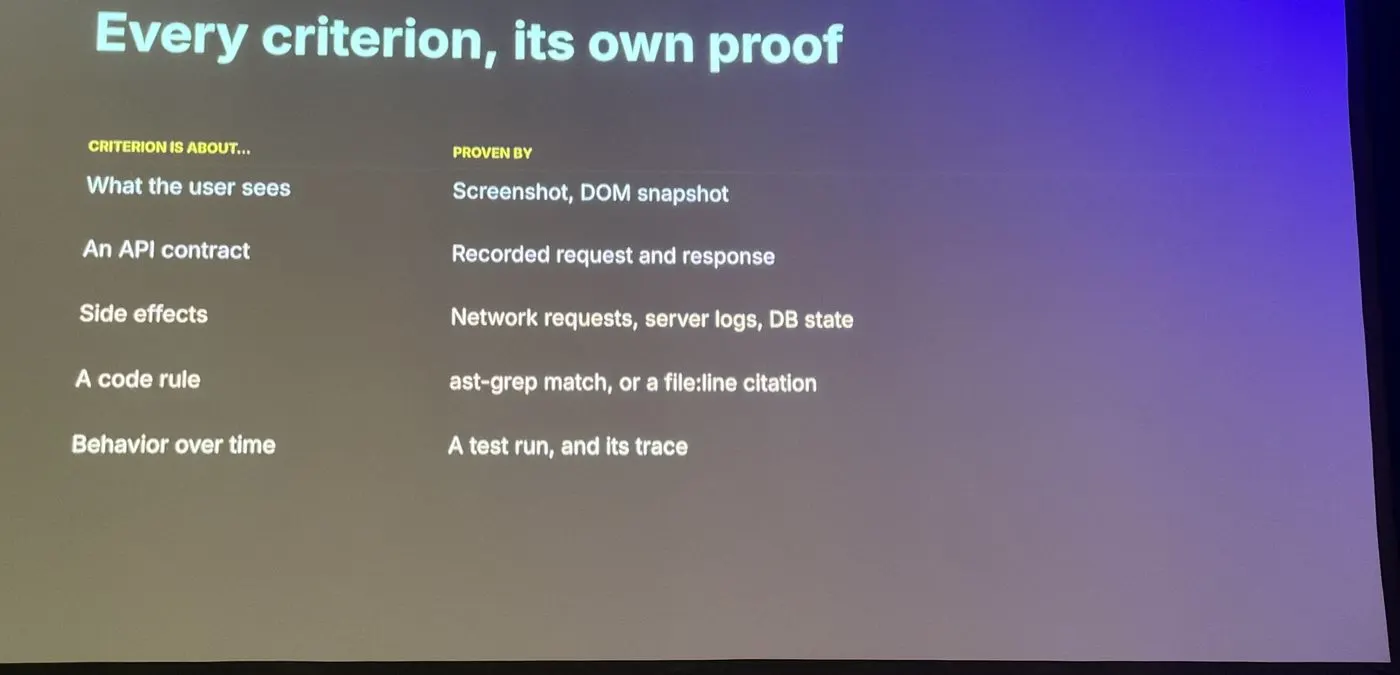 Every criterion, its own proof
CRITERION IS ABOUT... PROVEN BY
What the user sees Screenshot, DOM snapshot
An API contract Recorded request and response
Side effects Network requests, server logs, DB state
A code rule ast-grep match, or a file:line citation
Behavior over time A test run, and its trace